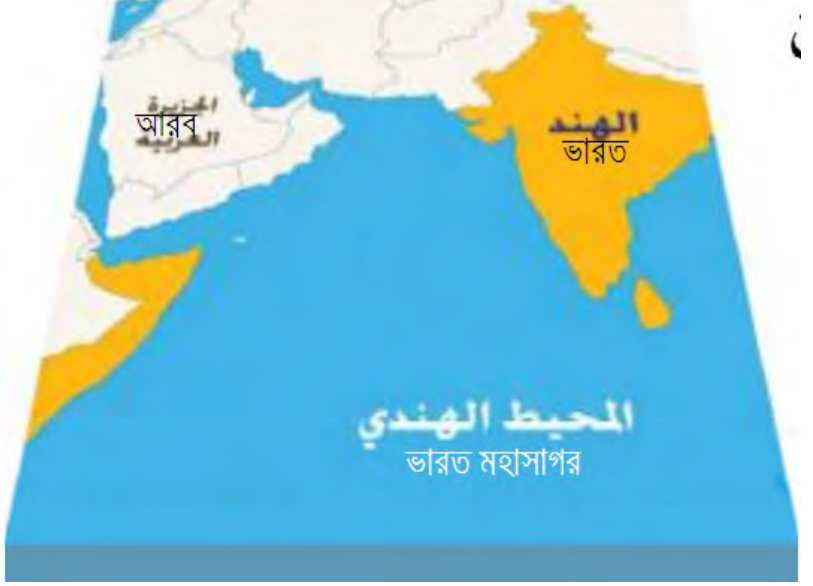 الجزيرة
আরব
العربية
الهند
ভারত
المحيط الهندي
ভারত মহাসাগর